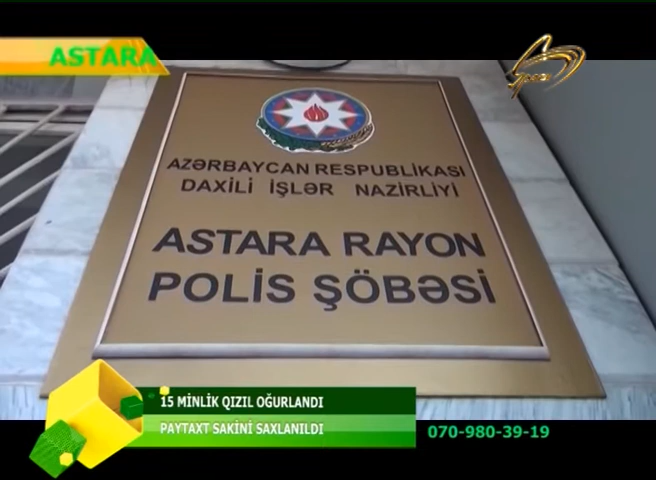 ASTARA
Space
AZƏRBAYCAN RESPUBLİKASI
DAXİLİ İŞLƏR NAZİRLİYİ
ASTARA RAYON
POLİS ŞÖBƏSİ
15 MİNLİK QIZIL OĞURLANDI
PAYTAXT SAKİNİ SAXLANILDI
070-980-39-19